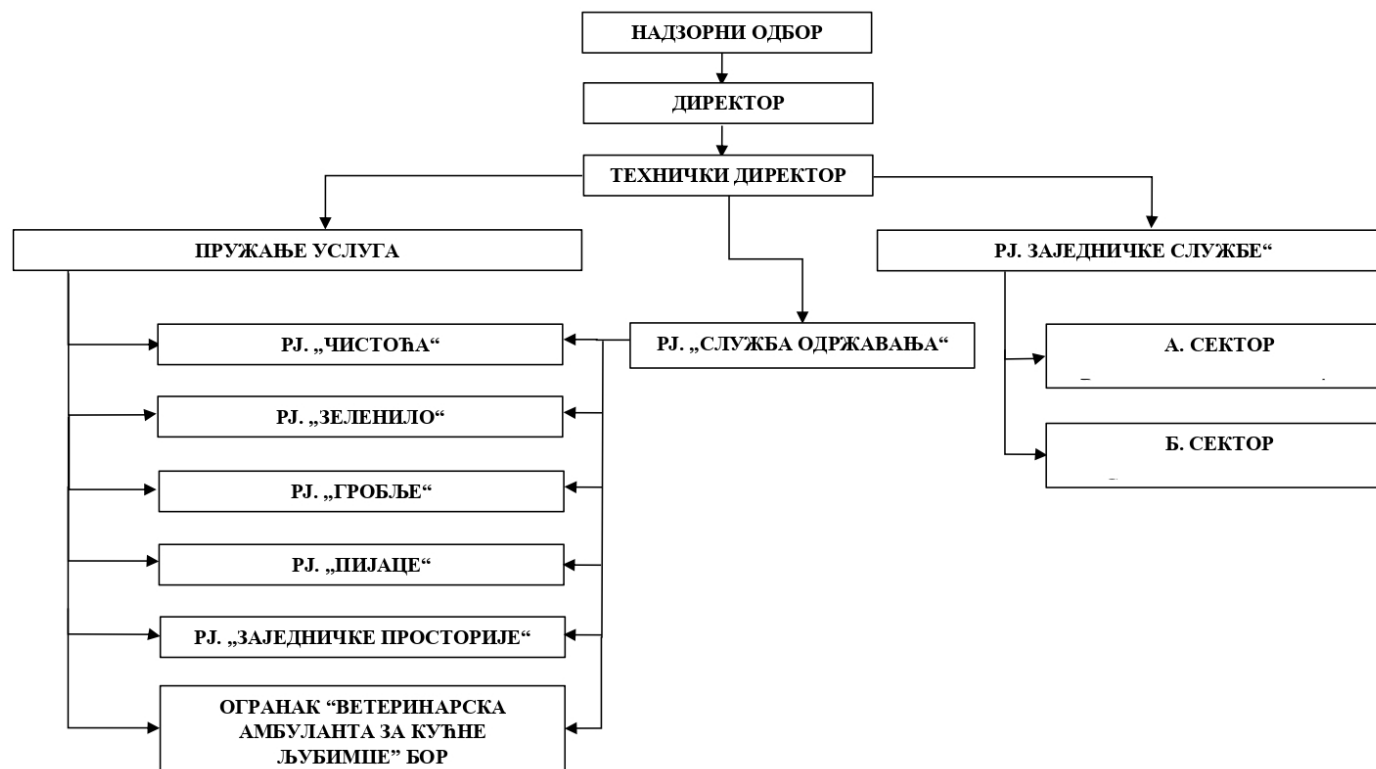 НАДЗОРНИ ОДБОР
ДИРЕКТОР
ТЕХНИЧКИ ДИРЕКТОР
ПРУЖАЊЕ УСЛУГА
РЈ. ЗАЈЕДНИЧКЕ СЛУЖБЕ“
РЈ. „ЧИСТОЋА“
РЈ. „СЛУЖБА ОДРЖАВАЊА“
А. СЕКТОР
РЈ. „ЗЕЛЕНИЛО“
Б. СЕКТОР
РЈ. „ГРОБЉЕ“
РЈ. „ПИЈАЦЕ“
РЈ. „ЗАЈЕДНИЧКЕ ПРОСТОРИЈЕ“
ОГРАНАК “ВЕТЕРИНАРСКА
АМБУЛАНТА ЗА КУЋНЕ
ЉУБИМЦЕ” БОР